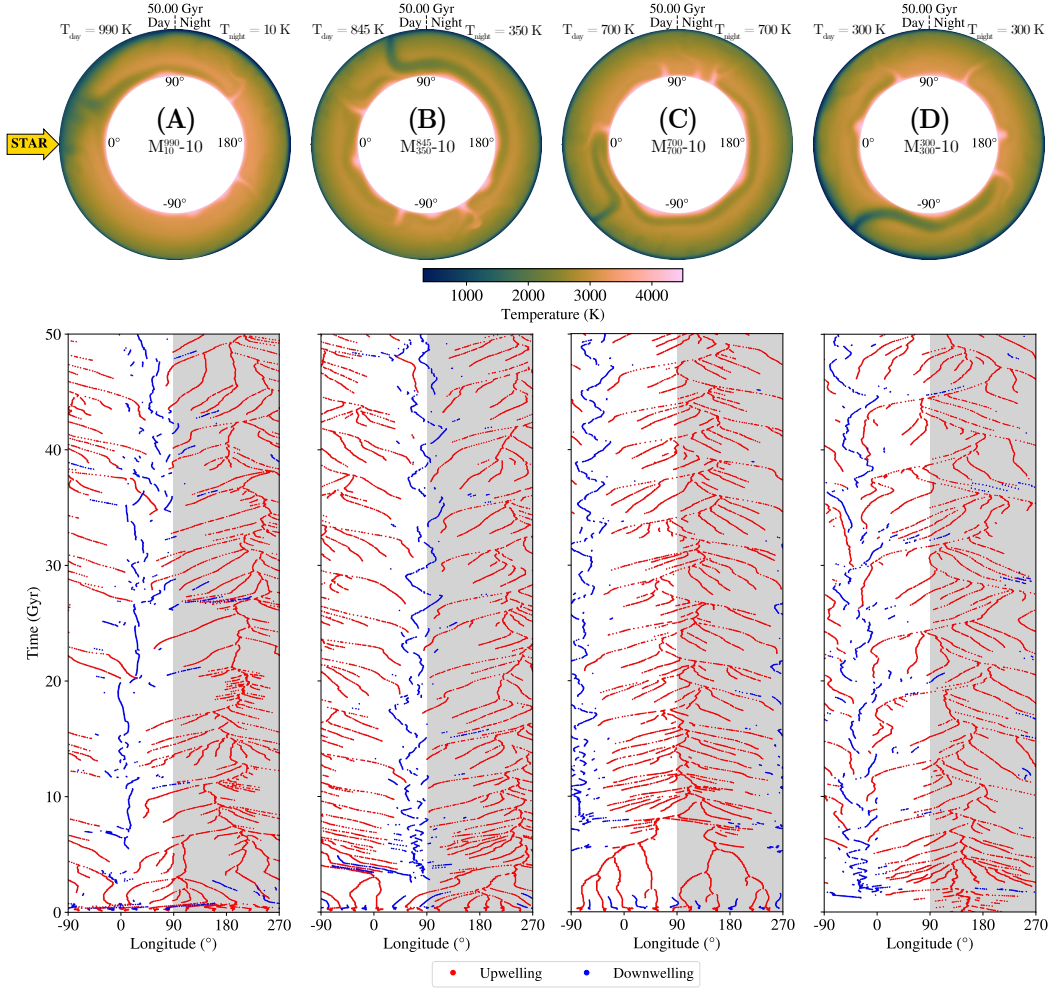 50.00 Gyr
Day Night
T_day = 990 K
T_night = 10 K
90°
(A)
0° M^990_10-10 180°
-90°
STAR
50.00 Gyr
Day Night
T_day = 845 K
T_night = 350 K
90°
(B)
0° M^845_350-10 180°
-90°
50.00 Gyr
Day Night
T_day = 700 K
T_night = 700 K
90°
(C)
0° M^700_700-10 180°
-90°
50.00 Gyr
Day Night
T_day = 300 K
T_night = 300 K
90°
(D)
0° M^300_300-10 180°
-90°
1000 2000 3000 4000
Temperature (K)
Time (Gyr)
50
40
30
20
10
0
-90 0 90 180 270
Longitude (°)
-90 0 90 180 270
Longitude (°)
-90 0 90 180 270
Longitude (°)
-90 0 90 180 270
Longitude (°)
Upwelling Downwelling